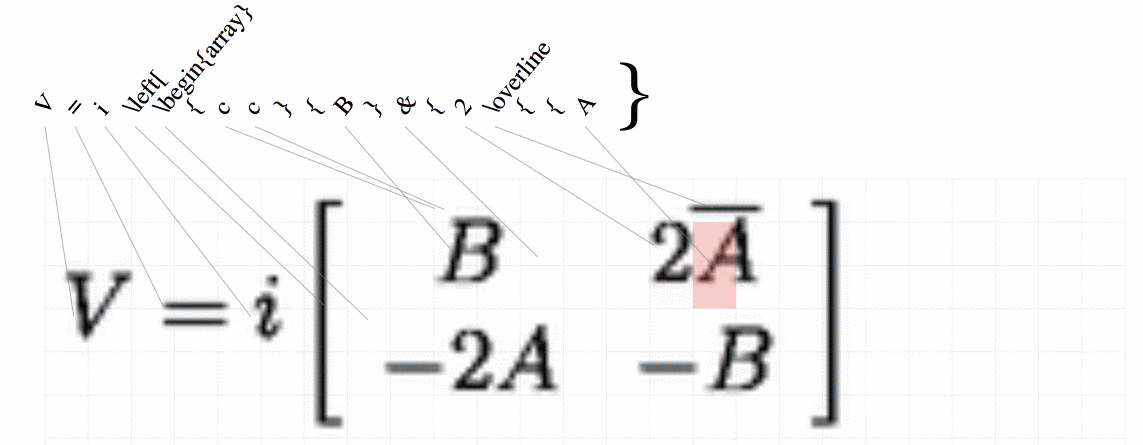 V = i \left[ \begin{array} { c c } { B } & { 2 \overline { { A }
V = i [ B 2A̅
−2A −B ]